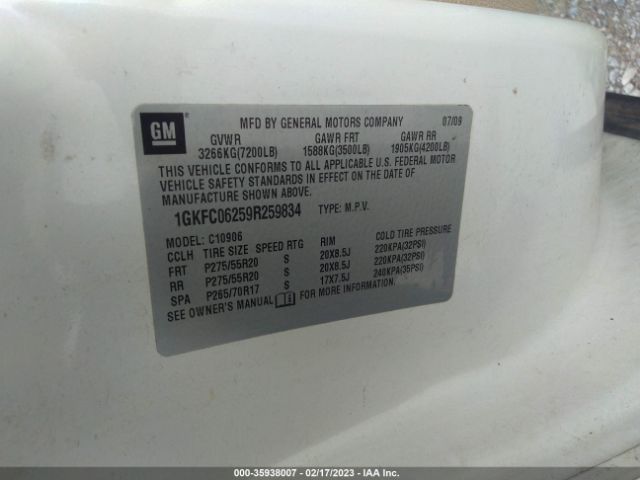 GM
MFD BY GENERAL MOTORS COMPANY 07/09
GVWR GAWR FRT GAWR RR
3266KG(7200LB) 1588KG(3500LB) 1905KG(4200LB)
THIS VEHICLE CONFORMS TO ALL APPLICABLE U.S. FEDERAL MOTOR
VEHICLE SAFETY STANDARDS IN EFFECT ON THE DATE OF
MANUFACTURE SHOWN ABOVE.
1GKFC06259R259834 TYPE: M.P.V.
MODEL: C10906
CCLH TIRE SIZE SPEED RTG RIM COLD TIRE PRESSURE
FRT P275/55R20 S 20X8.5J 220KPA(32PSI)
RR P275/55R20 S 20X8.5J 220KPA(32PSI)
SPA P265/70R17 S 17X7.5J 240KPA(35PSI)
SEE OWNER'S MANUAL i FOR MORE INFORMATION.
000-35938007 - 02/17/2023 - IAA Inc.